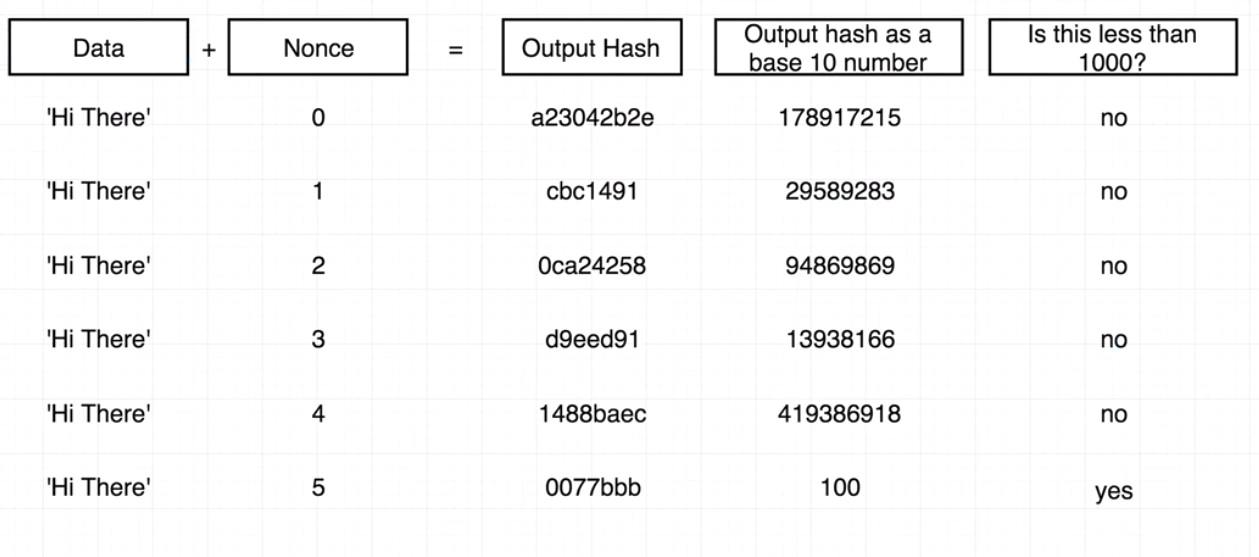 Data + Nonce = Output Hash Output hash as a base 10 number Is this less than 1000?
'Hi There' 0 a23042b2e 178917215 no
'Hi There' 1 cbc1491 29589283 no
'Hi There' 2 0ca24258 94869869 no
'Hi There' 3 d9eed91 13938166 no
'Hi There' 4 1488baec 419386918 no
'Hi There' 5 0077bbb 100 yes